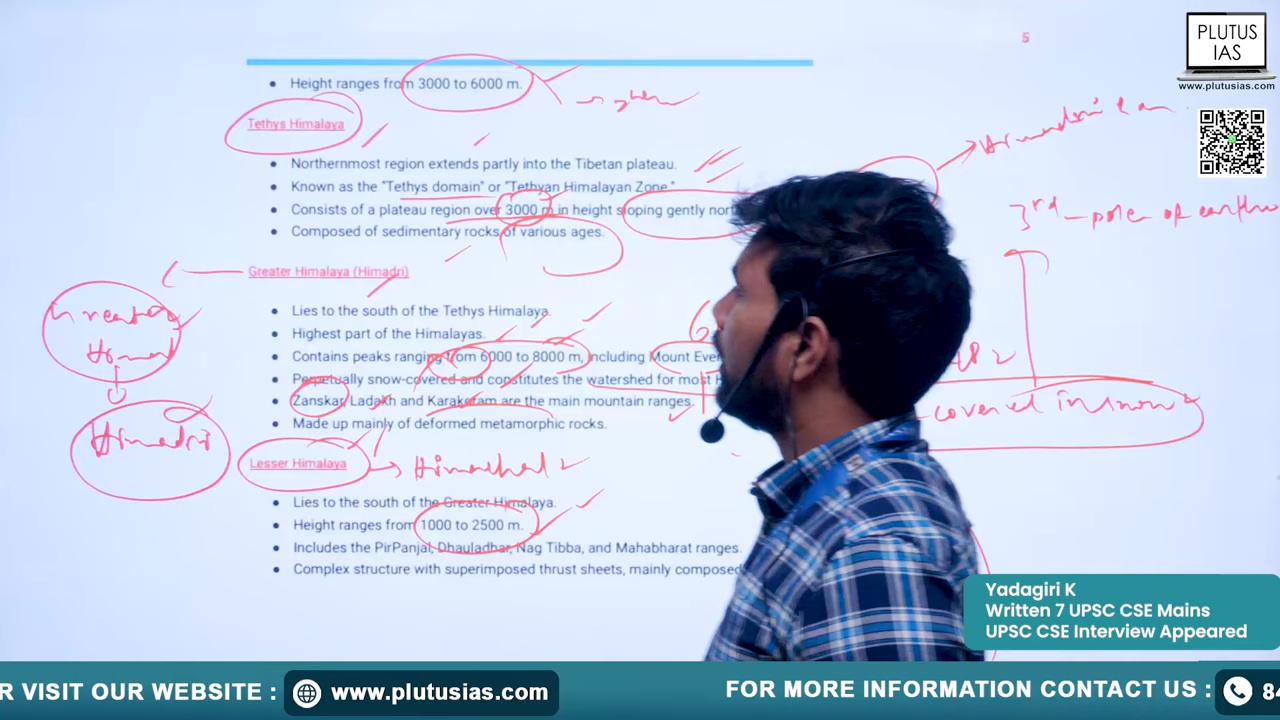 5
PLUTUS
IAS
www.plutusias.com
Height ranges from 3000 to 6000 m.
Tethys Himalaya
Northernmost region extends partly into the Tibetan plateau.
Known as the "Tethys domain" or "Tethyan Himalayan Zone."
Consists of a plateau region over 3000 m in height sloping gently nort
3rd - pole of earth
Composed of sedimentary rocks of various ages.
Greater Himalaya (Himadri)
Lies to the south of the Tethys Himalaya.
Highest part of the Himalayas.
Contains peaks ranging from 6000 to 8000 m, including Mount Ever
Perpetually snow-covered and constitutes the watershed for most H
Zanskar, Ladakh and Karakoram are the main mountain ranges.
Made up mainly of deformed metamorphic rocks.
Greater
Himadri
covered in snow
Lesser Himalaya
Himachal
Lies to the south of the Greater Himalaya.
Height ranges from 1000 to 2500 m.
Includes the PirPanjal, Dhauladhar, Nag Tibba, and Mahabharat ranges.
Complex structure with superimposed thrust sheets, mainly composed
Yadagiri K
Written 7 UPSC CSE Mains
UPSC CSE Interview Appeared
R VISIT OUR WEBSITE : www.plutusias.com
FOR MORE INFORMATION CONTACT US : 84